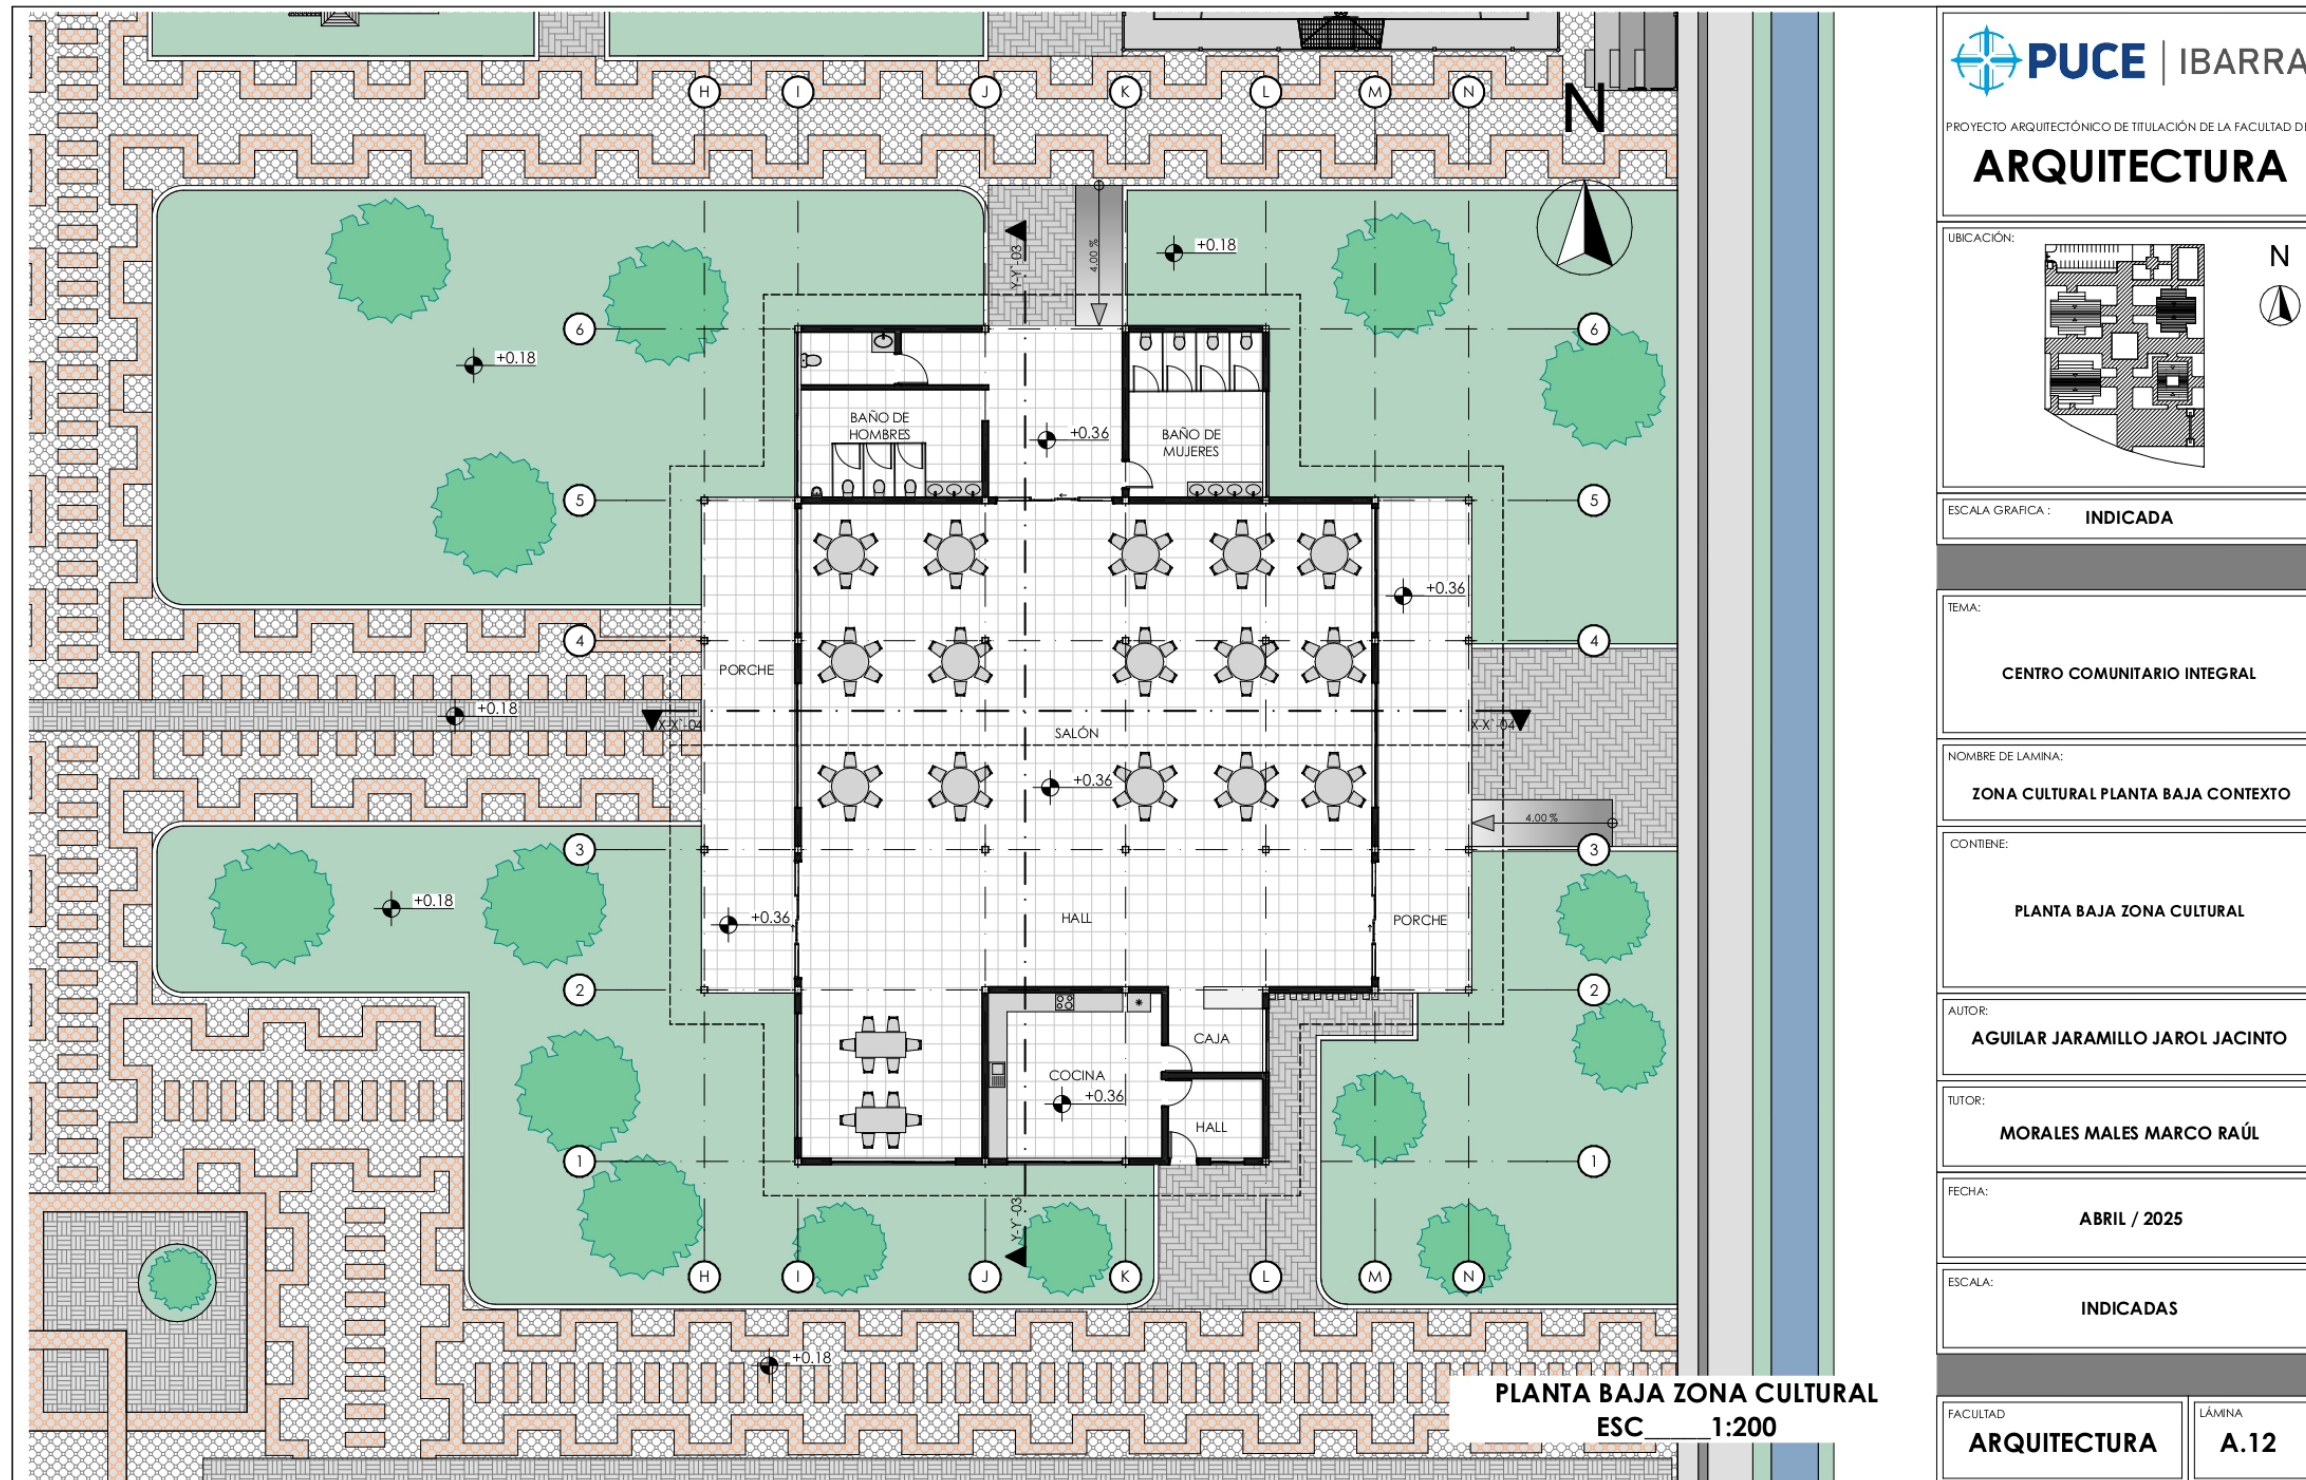 H I J K L M N
N
+0.18
4.00 %
Y-Y`-03
6 6
+0.18
BAÑO DE
HOMBRES
+0.36
BAÑO DE
MUJERES
5 5
+0.36
4 4
PORCHE
+0.18
X-X`-04 X-X`-04
SALÓN
+0.36
4.00 %
3 3
+0.18
+0.36
HALL
PORCHE
2 2
CAJA
COCINA
+0.36
HALL
1 1
Y-Y`-03
H I J K L M N
+0.18
PLANTA BAJA ZONA CULTURAL
ESC_____1:200
PUCE | IBARRA
PROYECTO ARQUITECTÓNICO DE TITULACIÓN DE LA FACULTAD DE
ARQUITECTURA
UBICACIÓN:
N
ESCALA GRAFICA :
INDICADA
TEMA:
CENTRO COMUNITARIO INTEGRAL
NOMBRE DE LAMINA:
ZONA CULTURAL PLANTA BAJA CONTEXTO
CONTIENE:
PLANTA BAJA ZONA CULTURAL
AUTOR:
AGUILAR JARAMILLO JAROL JACINTO
TUTOR:
MORALES MALES MARCO RAÚL
FECHA:
ABRIL / 2025
ESCALA:
INDICADAS
FACULTAD
ARQUITECTURA
LÁMINA
A.12